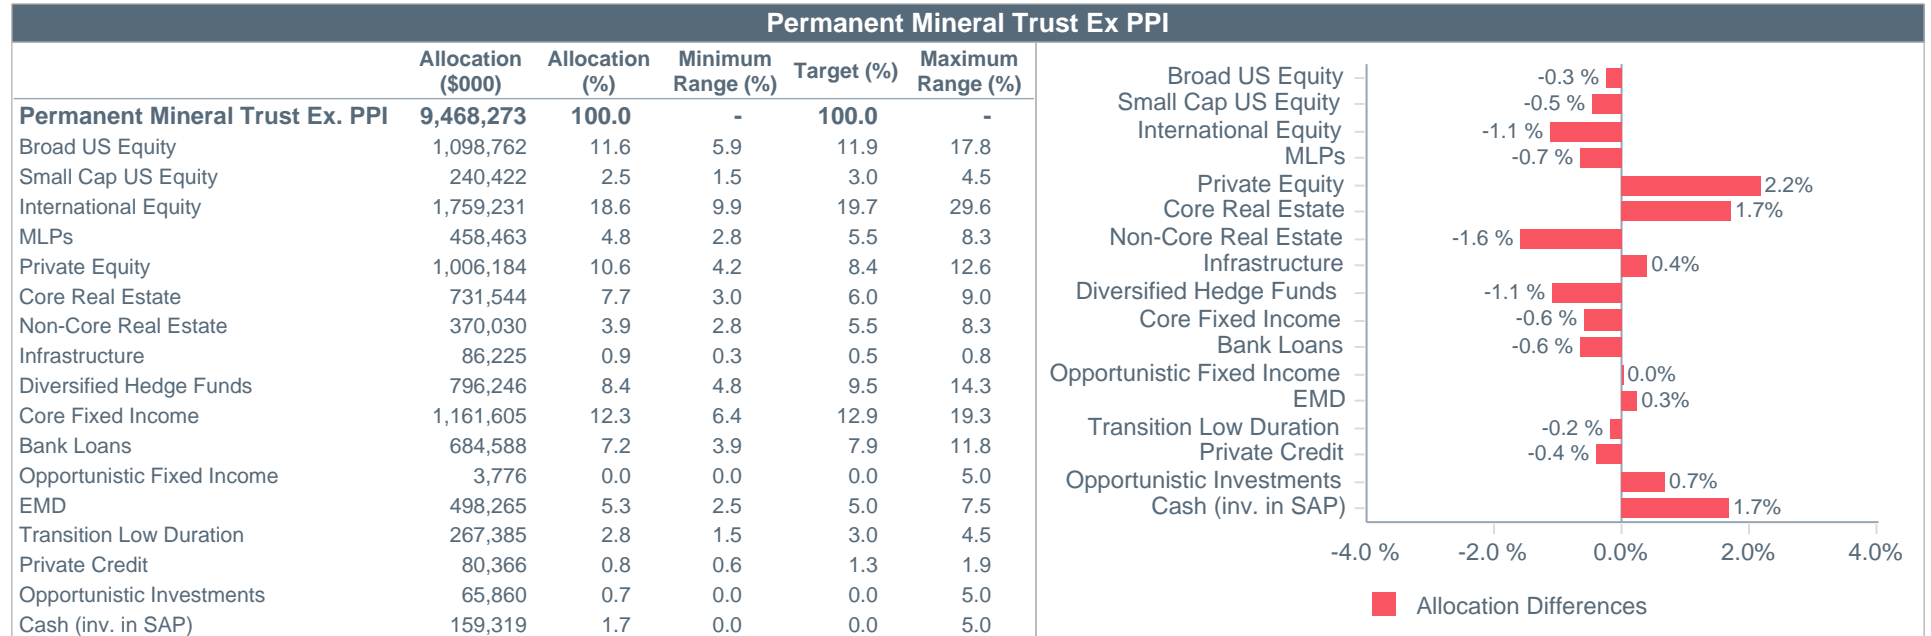 Permanent Mineral Trust Ex PPI
Allocation ($000) Allocation (%) Minimum Range (%) Target (%) Maximum Range (%)
Permanent Mineral Trust Ex. PPI 9,468,273 100.0 - 100.0 -
Broad US Equity 1,098,762 11.6 5.9 11.9 17.8
Small Cap US Equity 240,422 2.5 1.5 3.0 4.5
International Equity 1,759,231 18.6 9.9 19.7 29.6
MLPs 458,463 4.8 2.8 5.5 8.3
Private Equity 1,006,184 10.6 4.2 8.4 12.6
Core Real Estate 731,544 7.7 3.0 6.0 9.0
Non-Core Real Estate 370,030 3.9 2.8 5.5 8.3
Infrastructure 86,225 0.9 0.3 0.5 0.8
Diversified Hedge Funds 796,246 8.4 4.8 9.5 14.3
Core Fixed Income 1,161,605 12.3 6.4 12.9 19.3
Bank Loans 684,588 7.2 3.9 7.9 11.8
Opportunistic Fixed Income 3,776 0.0 0.0 0.0 5.0
EMD 498,265 5.3 2.5 5.0 7.5
Transition Low Duration 267,385 2.8 1.5 3.0 4.5
Private Credit 80,366 0.8 0.6 1.3 1.9
Opportunistic Investments 65,860 0.7 0.0 0.0 5.0
Cash (inv. in SAP) 159,319 1.7 0.0 0.0 5.0
Broad US Equity -0.3 %
Small Cap US Equity -0.5 %
International Equity -1.1 %
MLPs -0.7 %
Private Equity 2.2%
Core Real Estate 1.7%
Non-Core Real Estate -1.6 %
Infrastructure 0.4%
Diversified Hedge Funds -1.1 %
Core Fixed Income -0.6 %
Bank Loans -0.6 %
Opportunistic Fixed Income 0.0%
EMD 0.3%
Transition Low Duration -0.2 %
Private Credit -0.4 %
Opportunistic Investments 0.7%
Cash (inv. in SAP) 1.7%
-4.0 % -2.0 % 0.0% 2.0% 4.0%
Allocation Differences